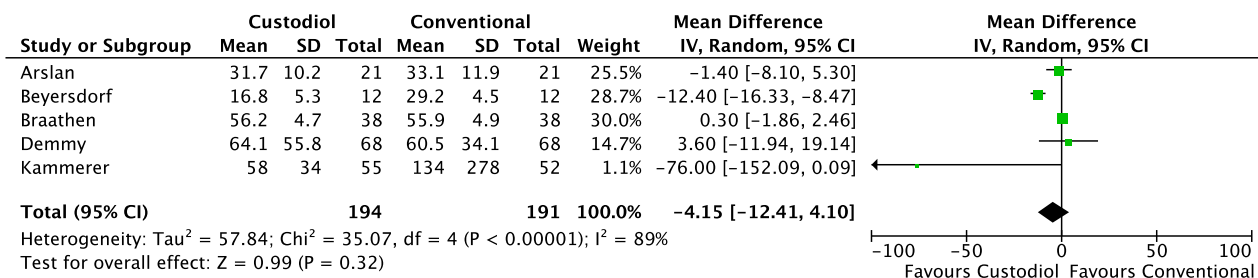 Custodiol Conventional Mean Difference Mean Difference
Study or Subgroup Mean SD Total Mean SD Total Weight IV, Random, 95% CI IV, Random, 95% CI
Arslan 31.7 10.2 21 33.1 11.9 21 25.5% −1.40 [−8.10, 5.30]
Beyersdorf 16.8 5.3 12 29.2 4.5 12 28.7% −12.40 [−16.33, −8.47]
Braathen 56.2 4.7 38 55.9 4.9 38 30.0% 0.30 [−1.86, 2.46]
Demmy 64.1 55.8 68 60.5 34.1 68 14.7% 3.60 [−11.94, 19.14]
Kammerer 58 34 55 134 278 52 1.1% −76.00 [−152.09, 0.09]
Total (95% CI) 194 191 100.0% −4.15 [−12.41, 4.10]
Heterogeneity: Tau² = 57.84; Chi² = 35.07, df = 4 (P < 0.00001); I² = 89%
Test for overall effect: Z = 0.99 (P = 0.32)
−100 −50 0 50 100
Favours Custodiol Favours Conventional